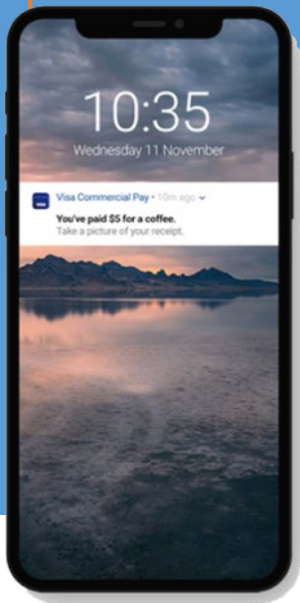 10:35
Wednesday 11 November
Visa Commercial Pay • 10m ago
You've paid $5 for a coffee.
Take a picture of your receipt.